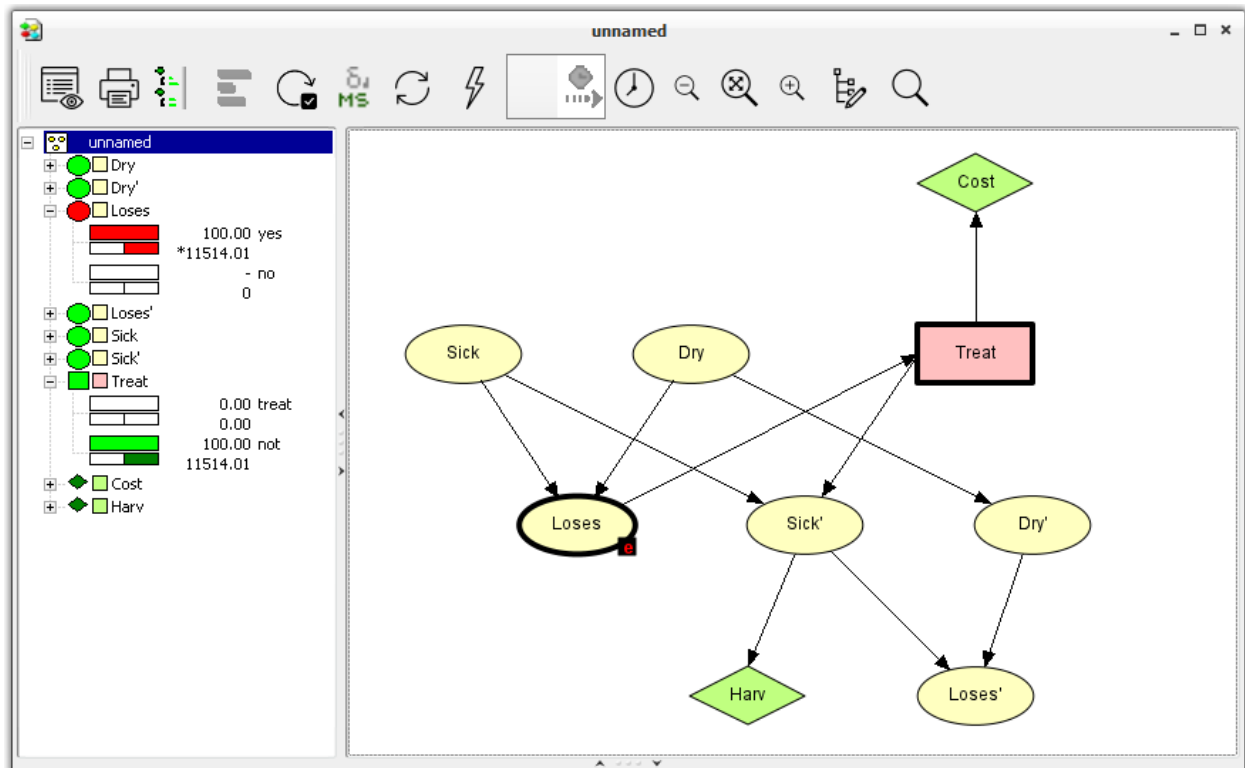 unnamed
δ
MS
unnamed
Dry
Dry'
Loses
100.00 yes
*11514.01
- no
0
Loses'
Sick
Sick'
Treat
0.00 treat
0.00
100.00 not
11514.01
Cost
Harv
Cost
Sick
Dry
Treat
Loses
e
Sick'
Dry'
Harv
Loses'